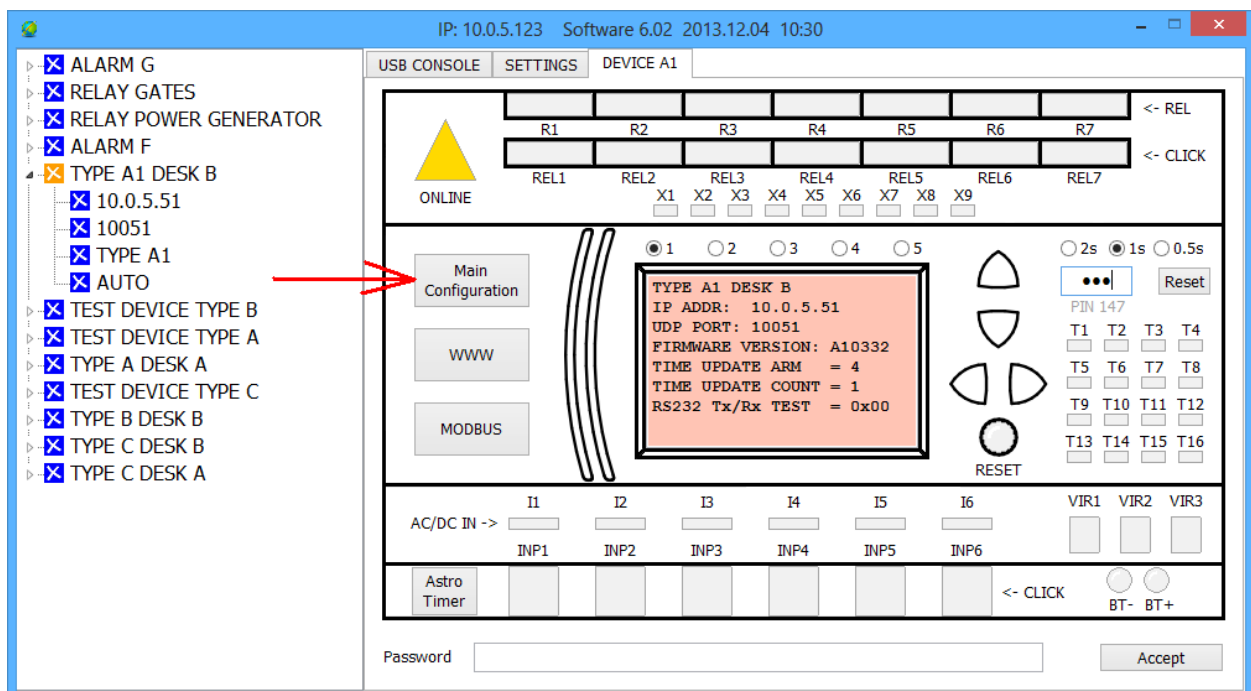 IP: 10.0.5.123 Software 6.02 2013.12.04 10:30
ALARM G
RELAY GATES
RELAY POWER GENERATOR
ALARM F
TYPE A1 DESK B
10.0.5.51
10051
TYPE A1
AUTO
TEST DEVICE TYPE B
TEST DEVICE TYPE A
TYPE A DESK A
TEST DEVICE TYPE C
TYPE B DESK B
TYPE C DESK B
TYPE C DESK A
USB CONSOLE SETTINGS DEVICE A1
<- REL
R1 R2 R3 R4 R5 R6 R7
<- CLICK
REL1 REL2 REL3 REL4 REL5 REL6 REL7
ONLINE
X1 X2 X3 X4 X5 X6 X7 X8 X9
Main
Configuration
WWW
MODBUS
1 2 3 4 5
TYPE A1 DESK B
IP ADDR: 10.0.5.51
UDP PORT: 10051
FIRMWARE VERSION: A10332
TIME UPDATE ARM = 4
TIME UPDATE COUNT = 1
RS232 Tx/Rx TEST = 0x00
RESET
2s 1s 0.5s
Reset
PIN 147
T1 T2 T3 T4
T5 T6 T7 T8
T9 T10 T11 T12
T13 T14 T15 T16
I1 I2 I3 I4 I5 I6 VIR1 VIR2 VIR3
AC/DC IN ->
INP1 INP2 INP3 INP4 INP5 INP6
Astro
Timer
<- CLICK
BT- BT+
Password
Accept